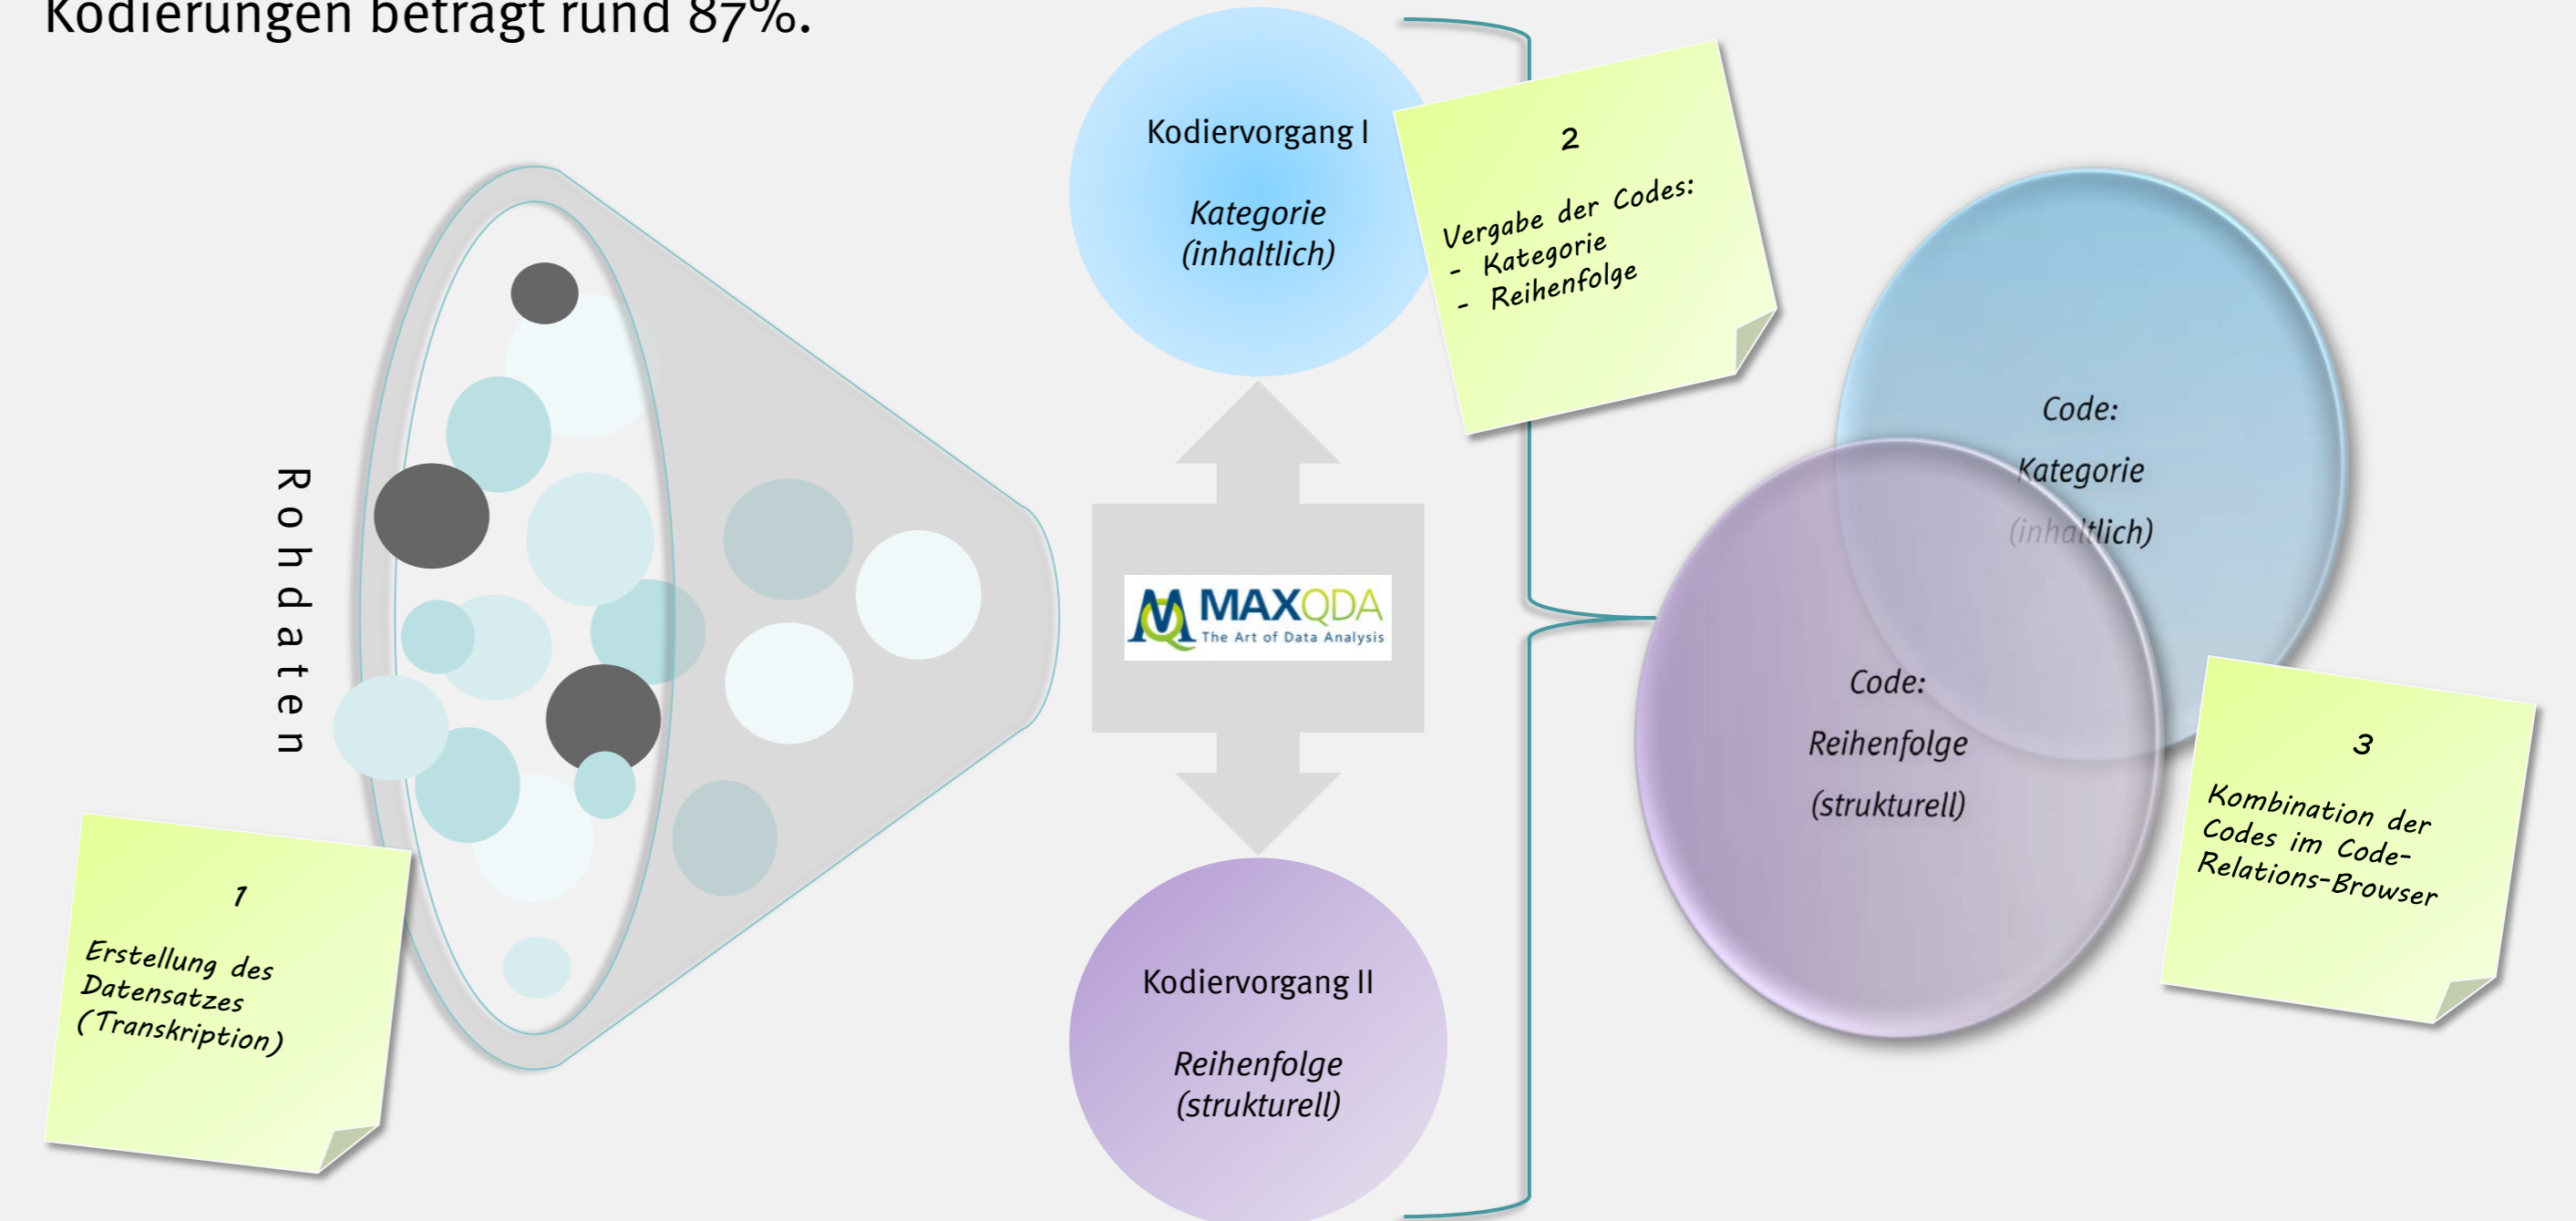 Kodierungen beträgt rund 87%.
Rohdaten
1
Erstellung des
Datensatzes
(Transkription)
Kodiervorgang I
Kategorie
(inhaltlich)
MAXQDA
The Art of Data Analysis
Kodiervorgang II
Reihenfolge
(strukturell)
2
Vergabe der Codes:
- Kategorie
- Reihenfolge
Code:
Kategorie
(inhaltlich)
Code:
Reihenfolge
(strukturell)
3
Kombination der
Codes im Code-
Relations-Browser